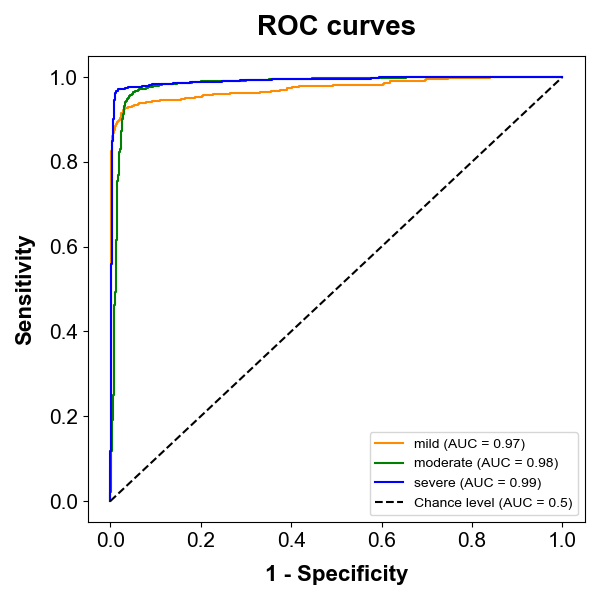 ROC curves
Sensitivity
1.0
0.8
0.6
0.4
0.2
0.0
mild (AUC = 0.97)
moderate (AUC = 0.98)
severe (AUC = 0.99)
Chance level (AUC = 0.5)
0.0 0.2 0.4 0.6 0.8 1.0
1 - Specificity